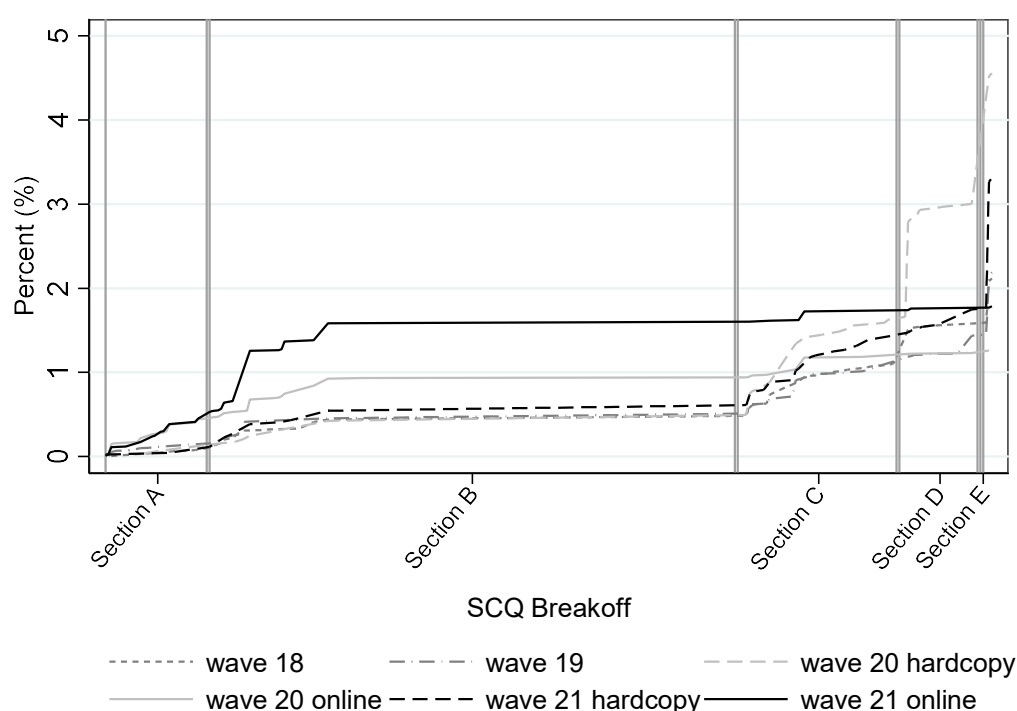 5
4
3
2
1
0
Percent (%)
Section A
Section B
Section C
Section D
Section E
SCQ Breakoff
wave 18 wave 19 wave 20 hardcopy
wave 20 online wave 21 hardcopy wave 21 online